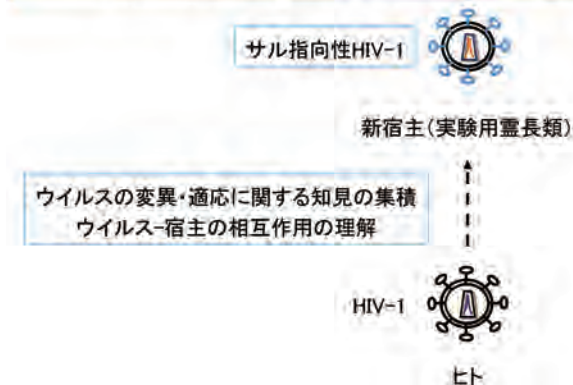 サル指向性HIV-1
新宿主(実験用霊長類)
ウイルスの変異・適応に関する知見の集積
ウイルス-宿主の相互作用の理解
HIV-1
ヒト